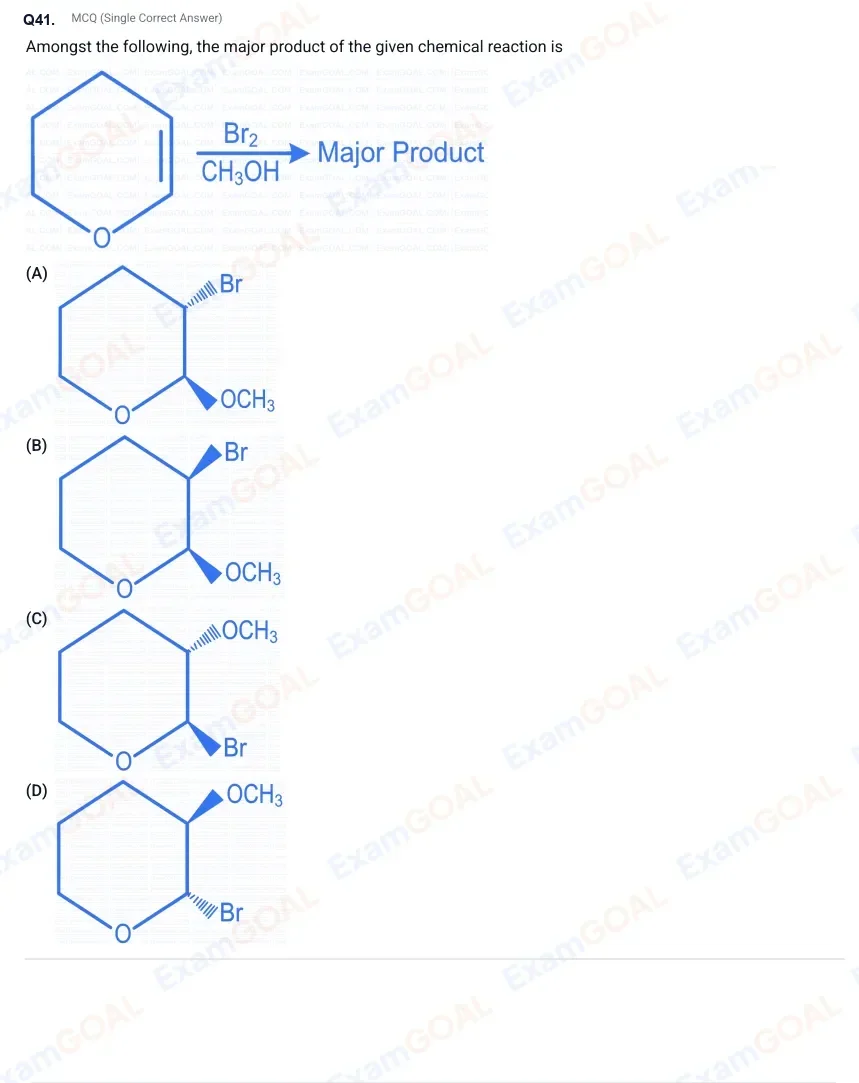 Q41. MCQ (Single Correct Answer)
Amongst the following, the major product of the given chemical reaction is
Br2
CH3OH
Major Product
O
(A)
Br
OCH3
O
(B)
Br
OCH3
O
(C)
OCH3
Br
O
(D)
OCH3
Br
O
ExamGOAL